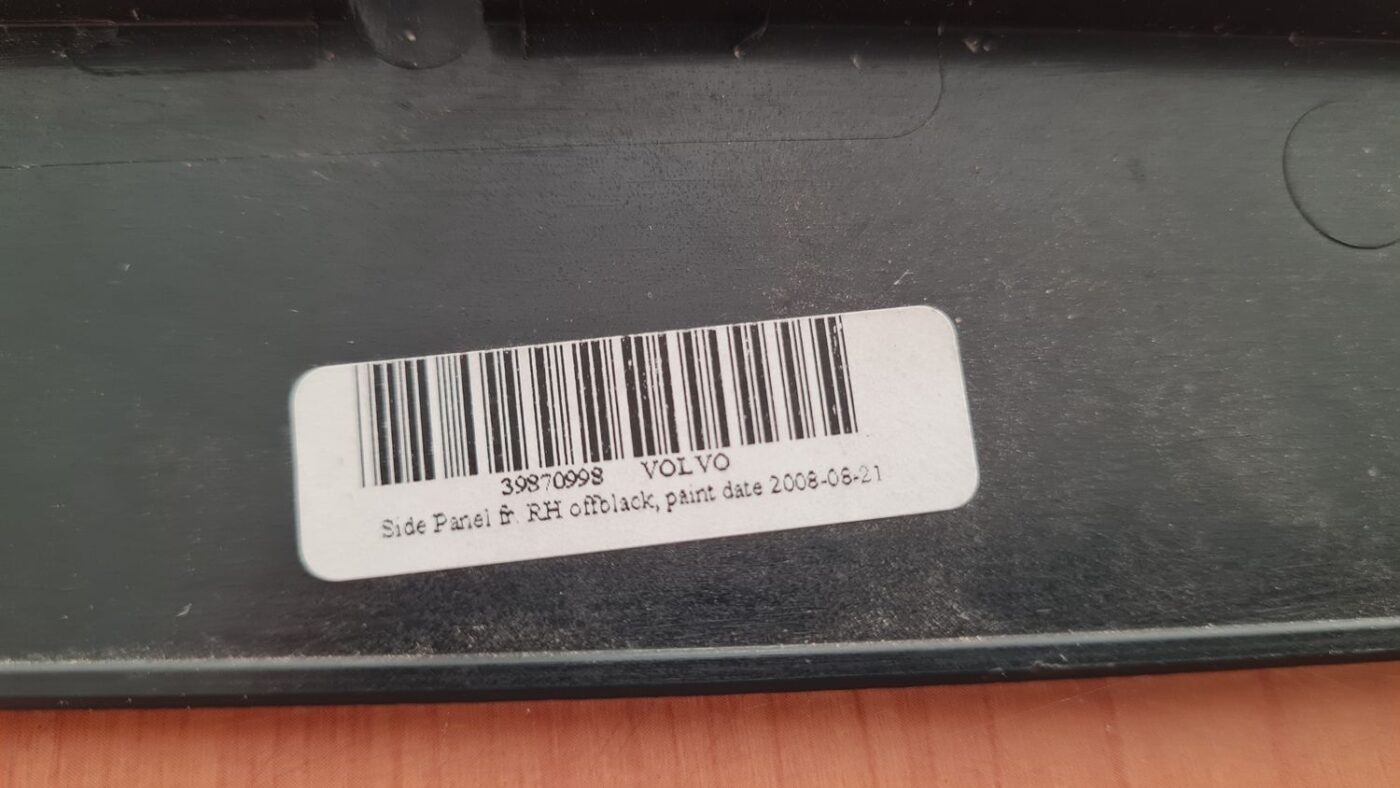 39870998 VOLVO
Side Panel fr. RH offblack, paint date 2008-08-21